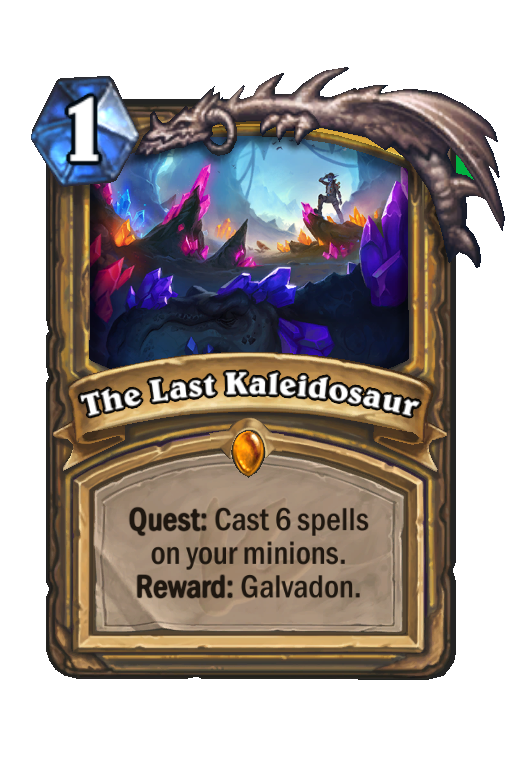 1
The Last Kaleidosaur
Quest: Cast 6 spells
on your minions.
Reward: Galvadon.